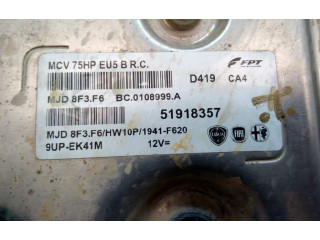 MCV 75HP EU5 B R.C.
FPT
D419 CA4
MJD 8F3.F6 BC.0108999.A
51918357
MJD 8F3.F6/HW10P/1941-F620
9UP-EK41M 12V=
FIAT